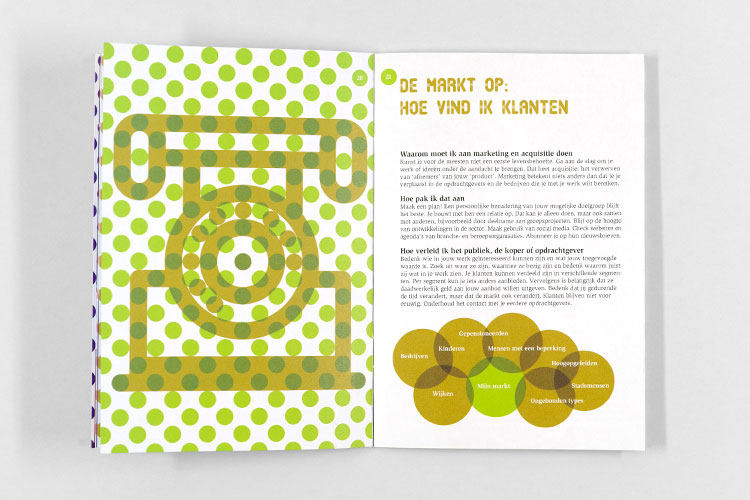 20
21
DE MARKT OP:
HOE VIND IK KLANTEN
Waarom moet ik aan marketing en acquisitie doen
Kunst is voor de meesten niet een eerste levensbehoefte. Ga aan de slag om je
werk of ideeën onder de aandacht te brengen. Dat heet acquisitie: het verwerven
van ‘afnemers’ van jouw ‘product’. Marketing betekent niets anders dan dat je je
verplaatst in de opdrachtgevers en de bedrijven die je met je werk wilt bereiken.
Hoe pak ik dat aan
Maak een plan! Een persoonlijke benadering van jouw mogelijke doelgroep blijft
het beste. Je bouwt met hen een relatie op. Dat kan je alleen doen, maar ook samen
met anderen, bijvoorbeeld door deelname aan groepsprojecten. Blijf op de hoogte
van ontwikkelingen in de sector. Maak gebruik van social media. Check websites en
agenda's van branche- en beroepsorganisaties. Abonneer je op hun nieuwsbrieven.
Hoe verleid ik het publiek, de koper of opdrachtgever
Bedenk wie in jouw werk geïnteresseerd kunnen zijn en wat jouw toegevoegde
waarde is. Zoek uit waar ze zijn, wanneer ze bezig zijn en bedenk waarom juist
zij wat in je werk zien. Je klanten kunnen verdeeld zijn in verschillende segmen-
ten. Per segment kun je iets anders aanbieden. Vervolgens is belangrijk dat ze
daadwerkelijk geld aan jouw aanbod willen uitgeven. Bedenk dat jij gedurende
de tijd verandert, maar dat de markt ook verandert. Klanten blijven niet voor
eeuwig. Onderhoud het contact met je eerdere opdrachtgevers.
Gepensioneerden
Kinderen
Mensen met een beperking
Bedrijven
Hoogopgeleiden
Mijn markt
Stadsmensen
Wijken
Ongebonden types